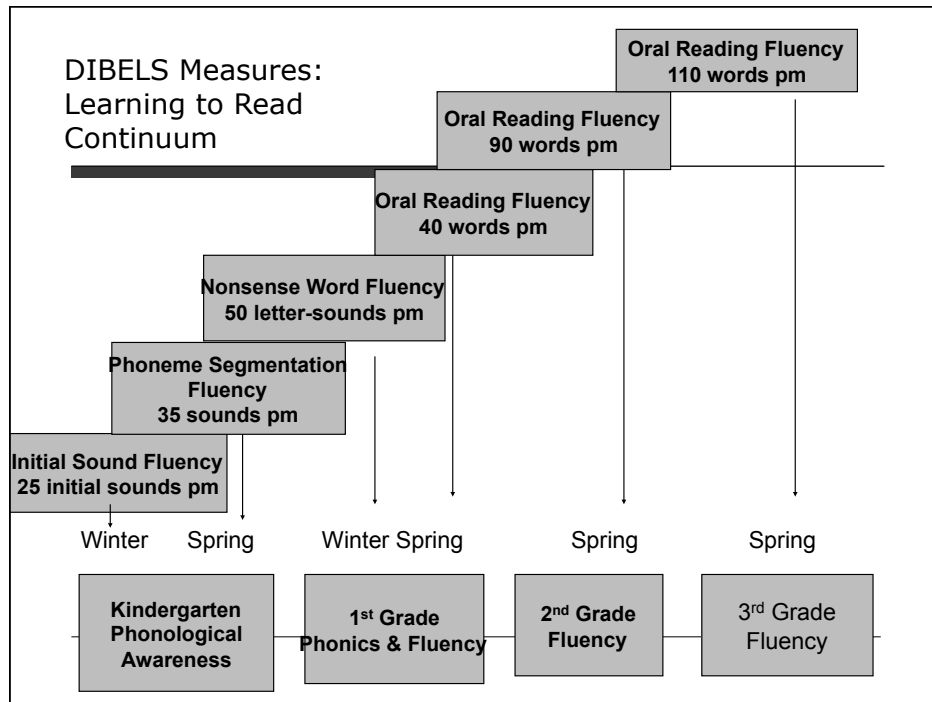 DIBELS Measures:
Learning to Read
Continuum
Oral Reading Fluency
110 words pm
Oral Reading Fluency
90 words pm
Oral Reading Fluency
40 words pm
Nonsense Word Fluency
50 letter-sounds pm
Phoneme Segmentation
Fluency
35 sounds pm
Initial Sound Fluency
25 initial sounds pm
Winter Spring Winter Spring Spring Spring
Kindergarten
Phonological
Awareness
1st Grade
Phonics & Fluency
2nd Grade
Fluency
3rd Grade
Fluency